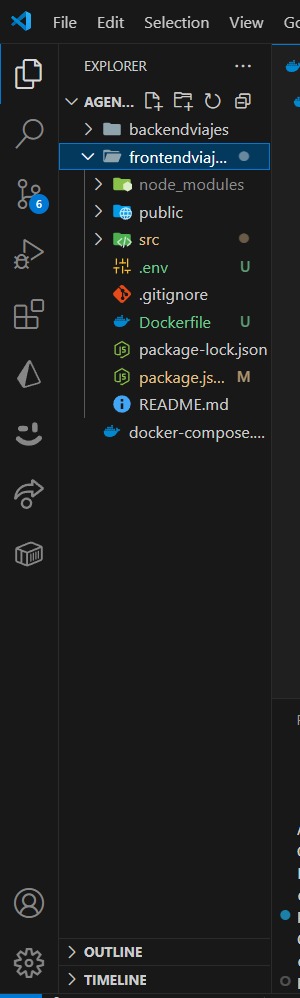 File Edit Selection View Go
EXPLORER ...
AGEN...
backendviajes
frontendviaj...
node_modules
public
src
.env U
.gitignore
Dockerfile U
package-lock.json
package.js... M
README.md
docker-compose....
6
OUTLINE
TIMELINE